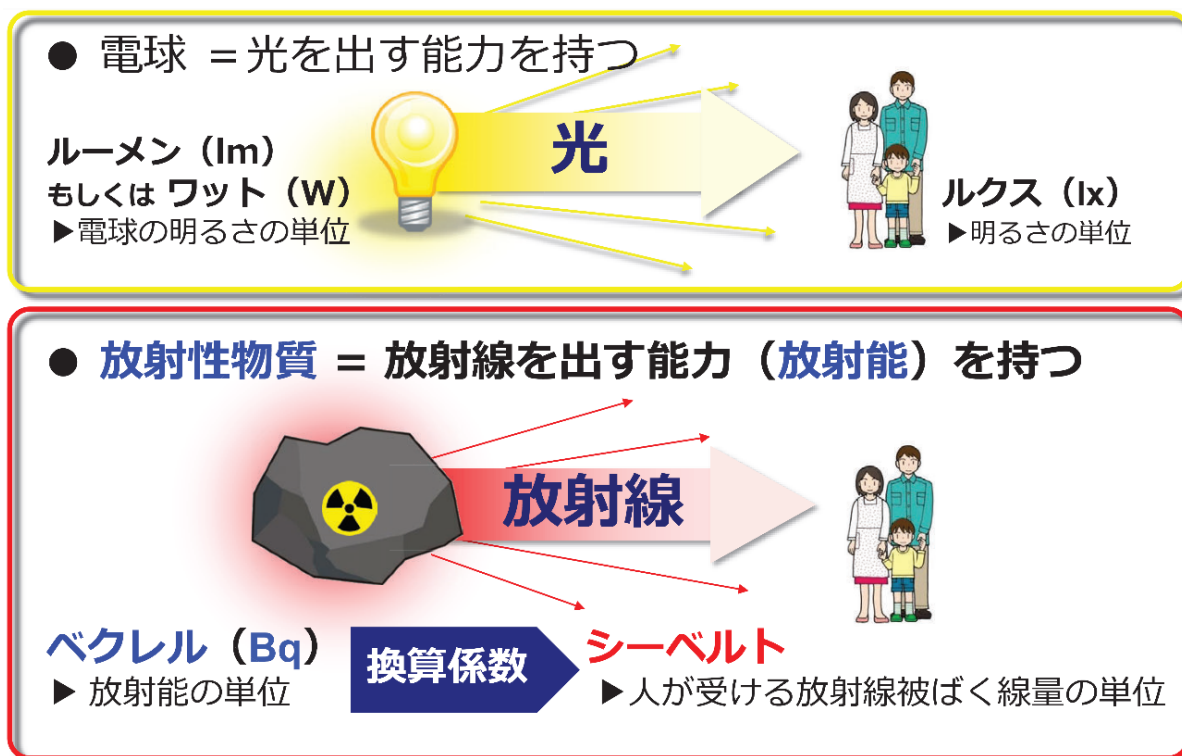 ● 電球 ＝光を出す能力を持つ
光
ルーメン（lm）
もしくは ワット（W）
▶電球の明るさの単位
ルクス（lx）
▶明るさの単位
● 放射性物質 ＝ 放射線を出す能力（放射能）を持つ
放射線
ベクレル（Bq）
▶ 放射能の単位
換算係数
シーベルト
▶人が受ける放射線被ばく線量の単位